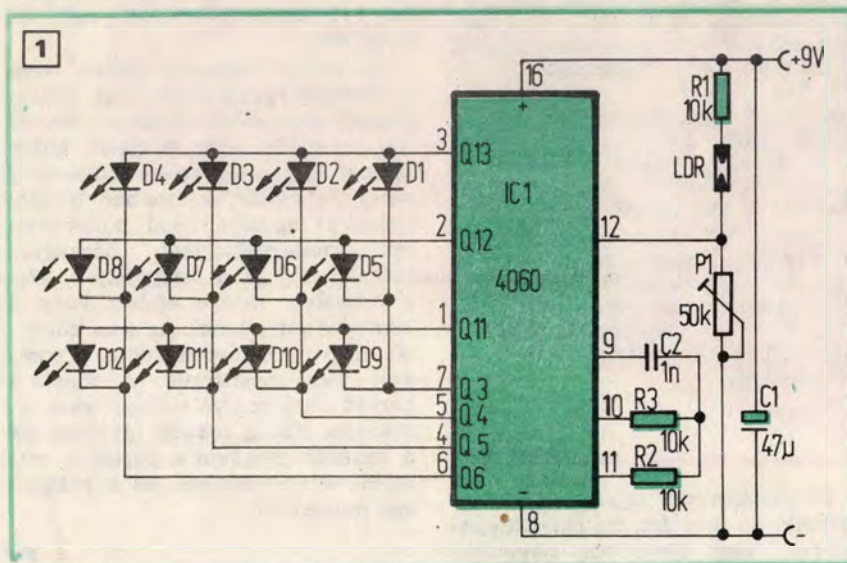 1
16
+9V
R1
10k
+
3
D4
D3
D2
D1
Q13
LDR
IC1
2
Q12
12
D8
D7
D6
D5
4060
P1
50k
1
Q11
9
C2
1n
D12
D11
D10
D9
7
Q3
5
Q4
10
R3
10k
C1
47µ
4
Q5
6
Q6
11
R2
10k
-
8
-